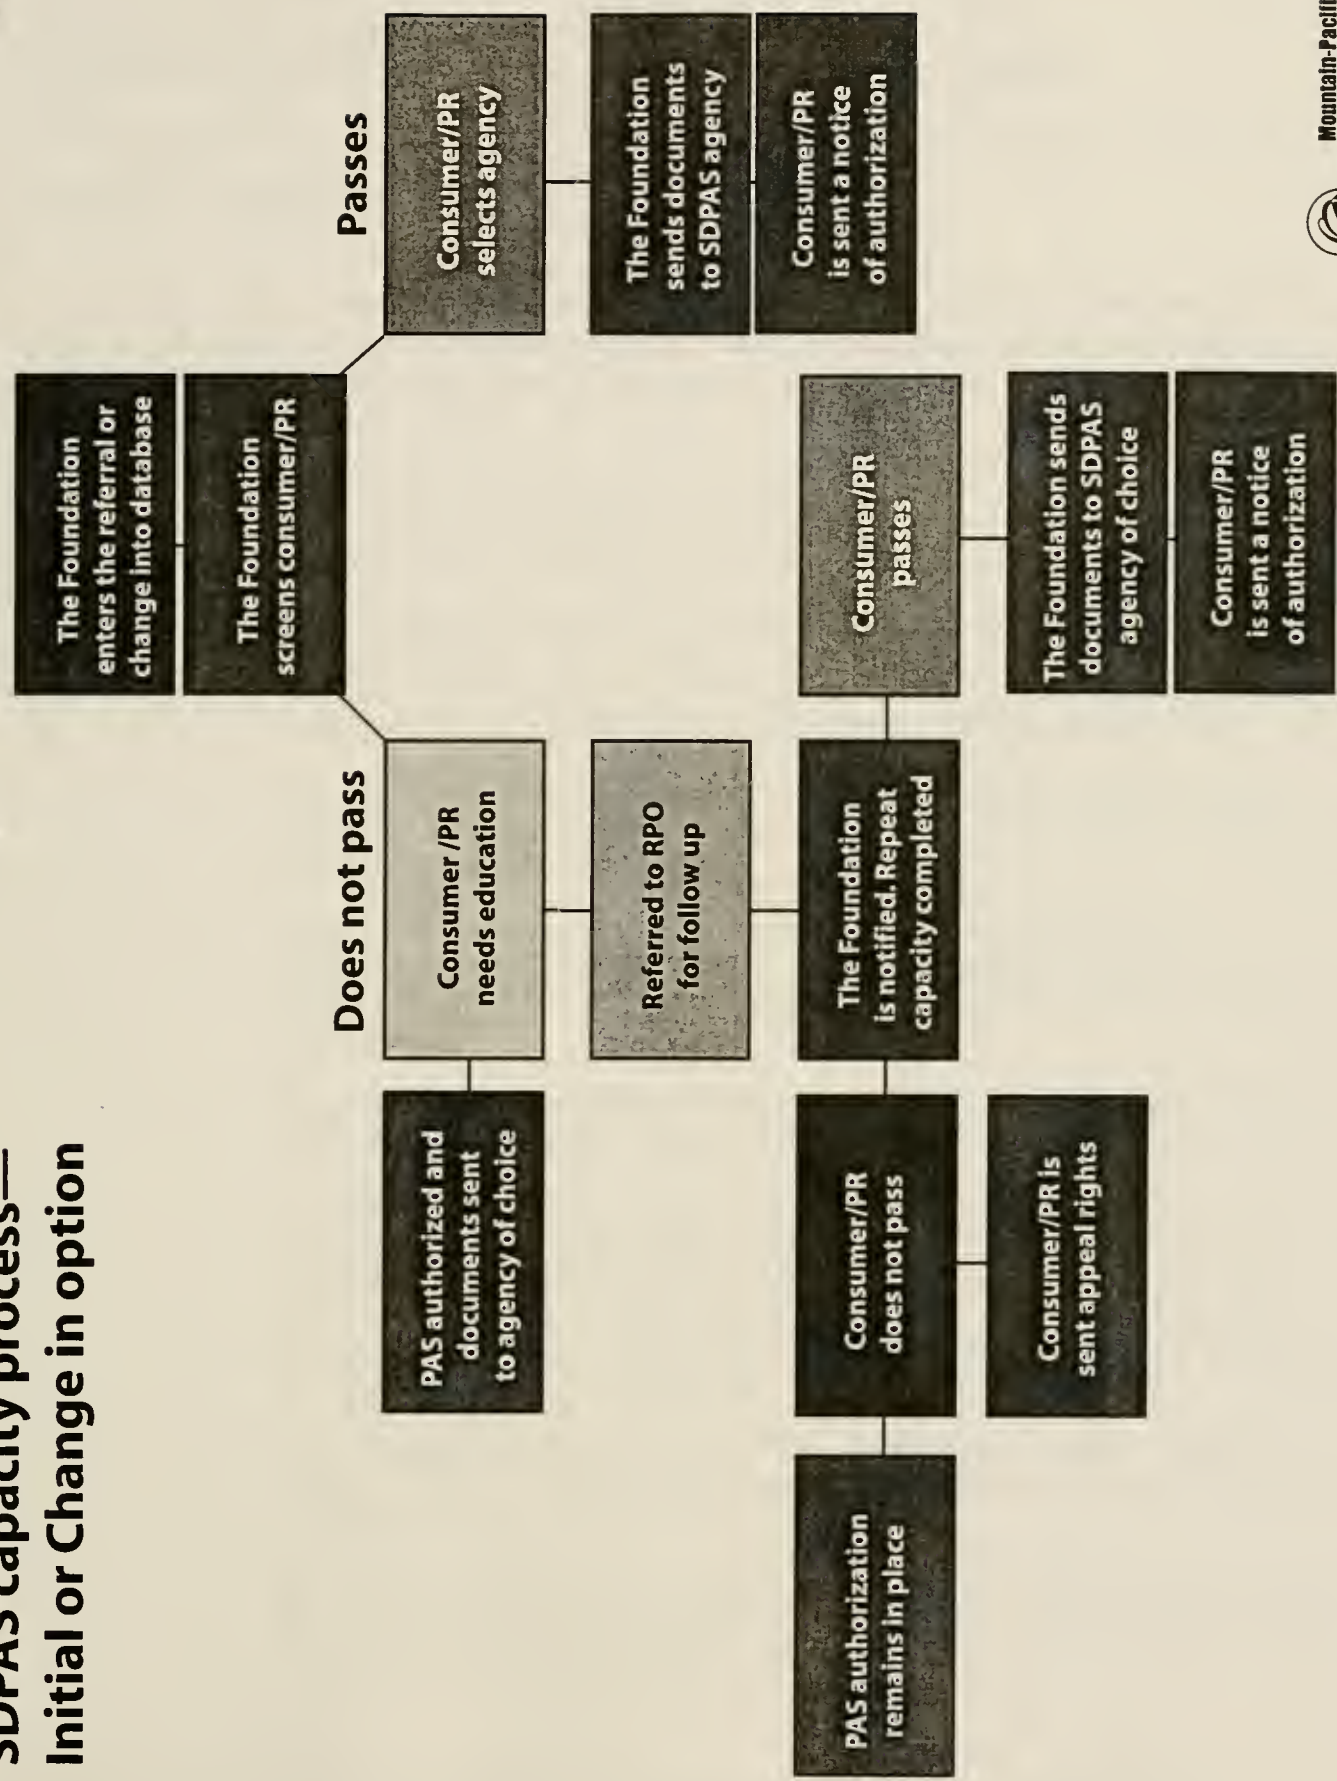 SDPAS capacity process—
Initial or Change in option
The Foundation
enters the referral or
change into database
The Foundation
screens consumer/PR
Does not pass
Passes
PAS authorized and
documents sent
to agency of choice
Consumer /PR
needs education
Consumer/PR
selects agency
Referred to RPO
for follow up
The Foundation
sends documents
to SDPAS agency
Consumer/PR
is sent a notice
of authorization
PAS authorization
remains in place
Consumer/PR
does not pass
The Foundation
is notified. Repeat
capacity completed
Consumer/PR
passes
Consumer/PR is
sent appeal rights
The Foundation sends
documents to SDPAS
agency of choice
Consumer/PR
is sent a notice
of authorization
Mountain-Pacific